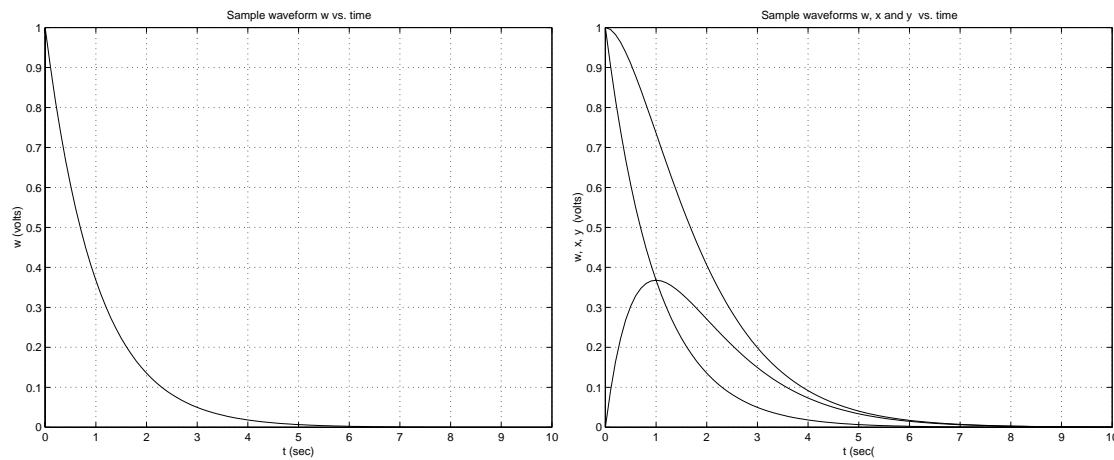 Sample waveform w vs. time
1
0.9
0.8
0.7
0.6
0.5
0.4
0.3
0.2
0.1
0
w (volts)
0 1 2 3 4 5 6 7 8 9 10
t (sec)
Sample waveforms w, x and y vs. time
1
0.9
0.8
0.7
0.6
0.5
0.4
0.3
0.2
0.1
0
w, x, y (volts)
0 1 2 3 4 5 6 7 8 9 10
t (sec(